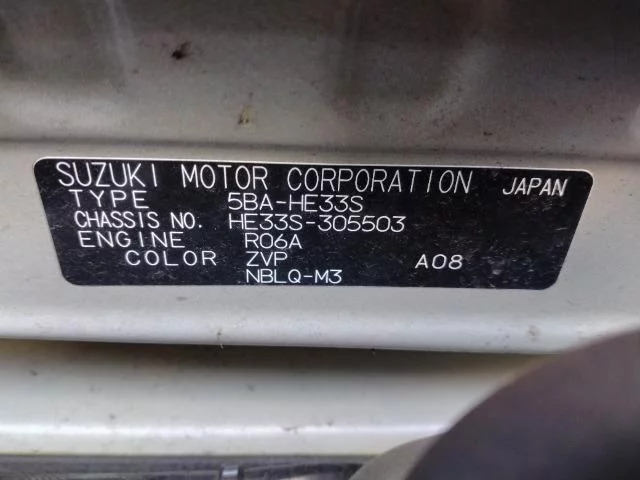 SUZUKI MOTOR CORPORATION JAPAN
TYPE 5BA-HE33S
CHASSIS NO. HE33S-305503
ENGINE R06A
COLOR ZVP A08
NBLQ-M3